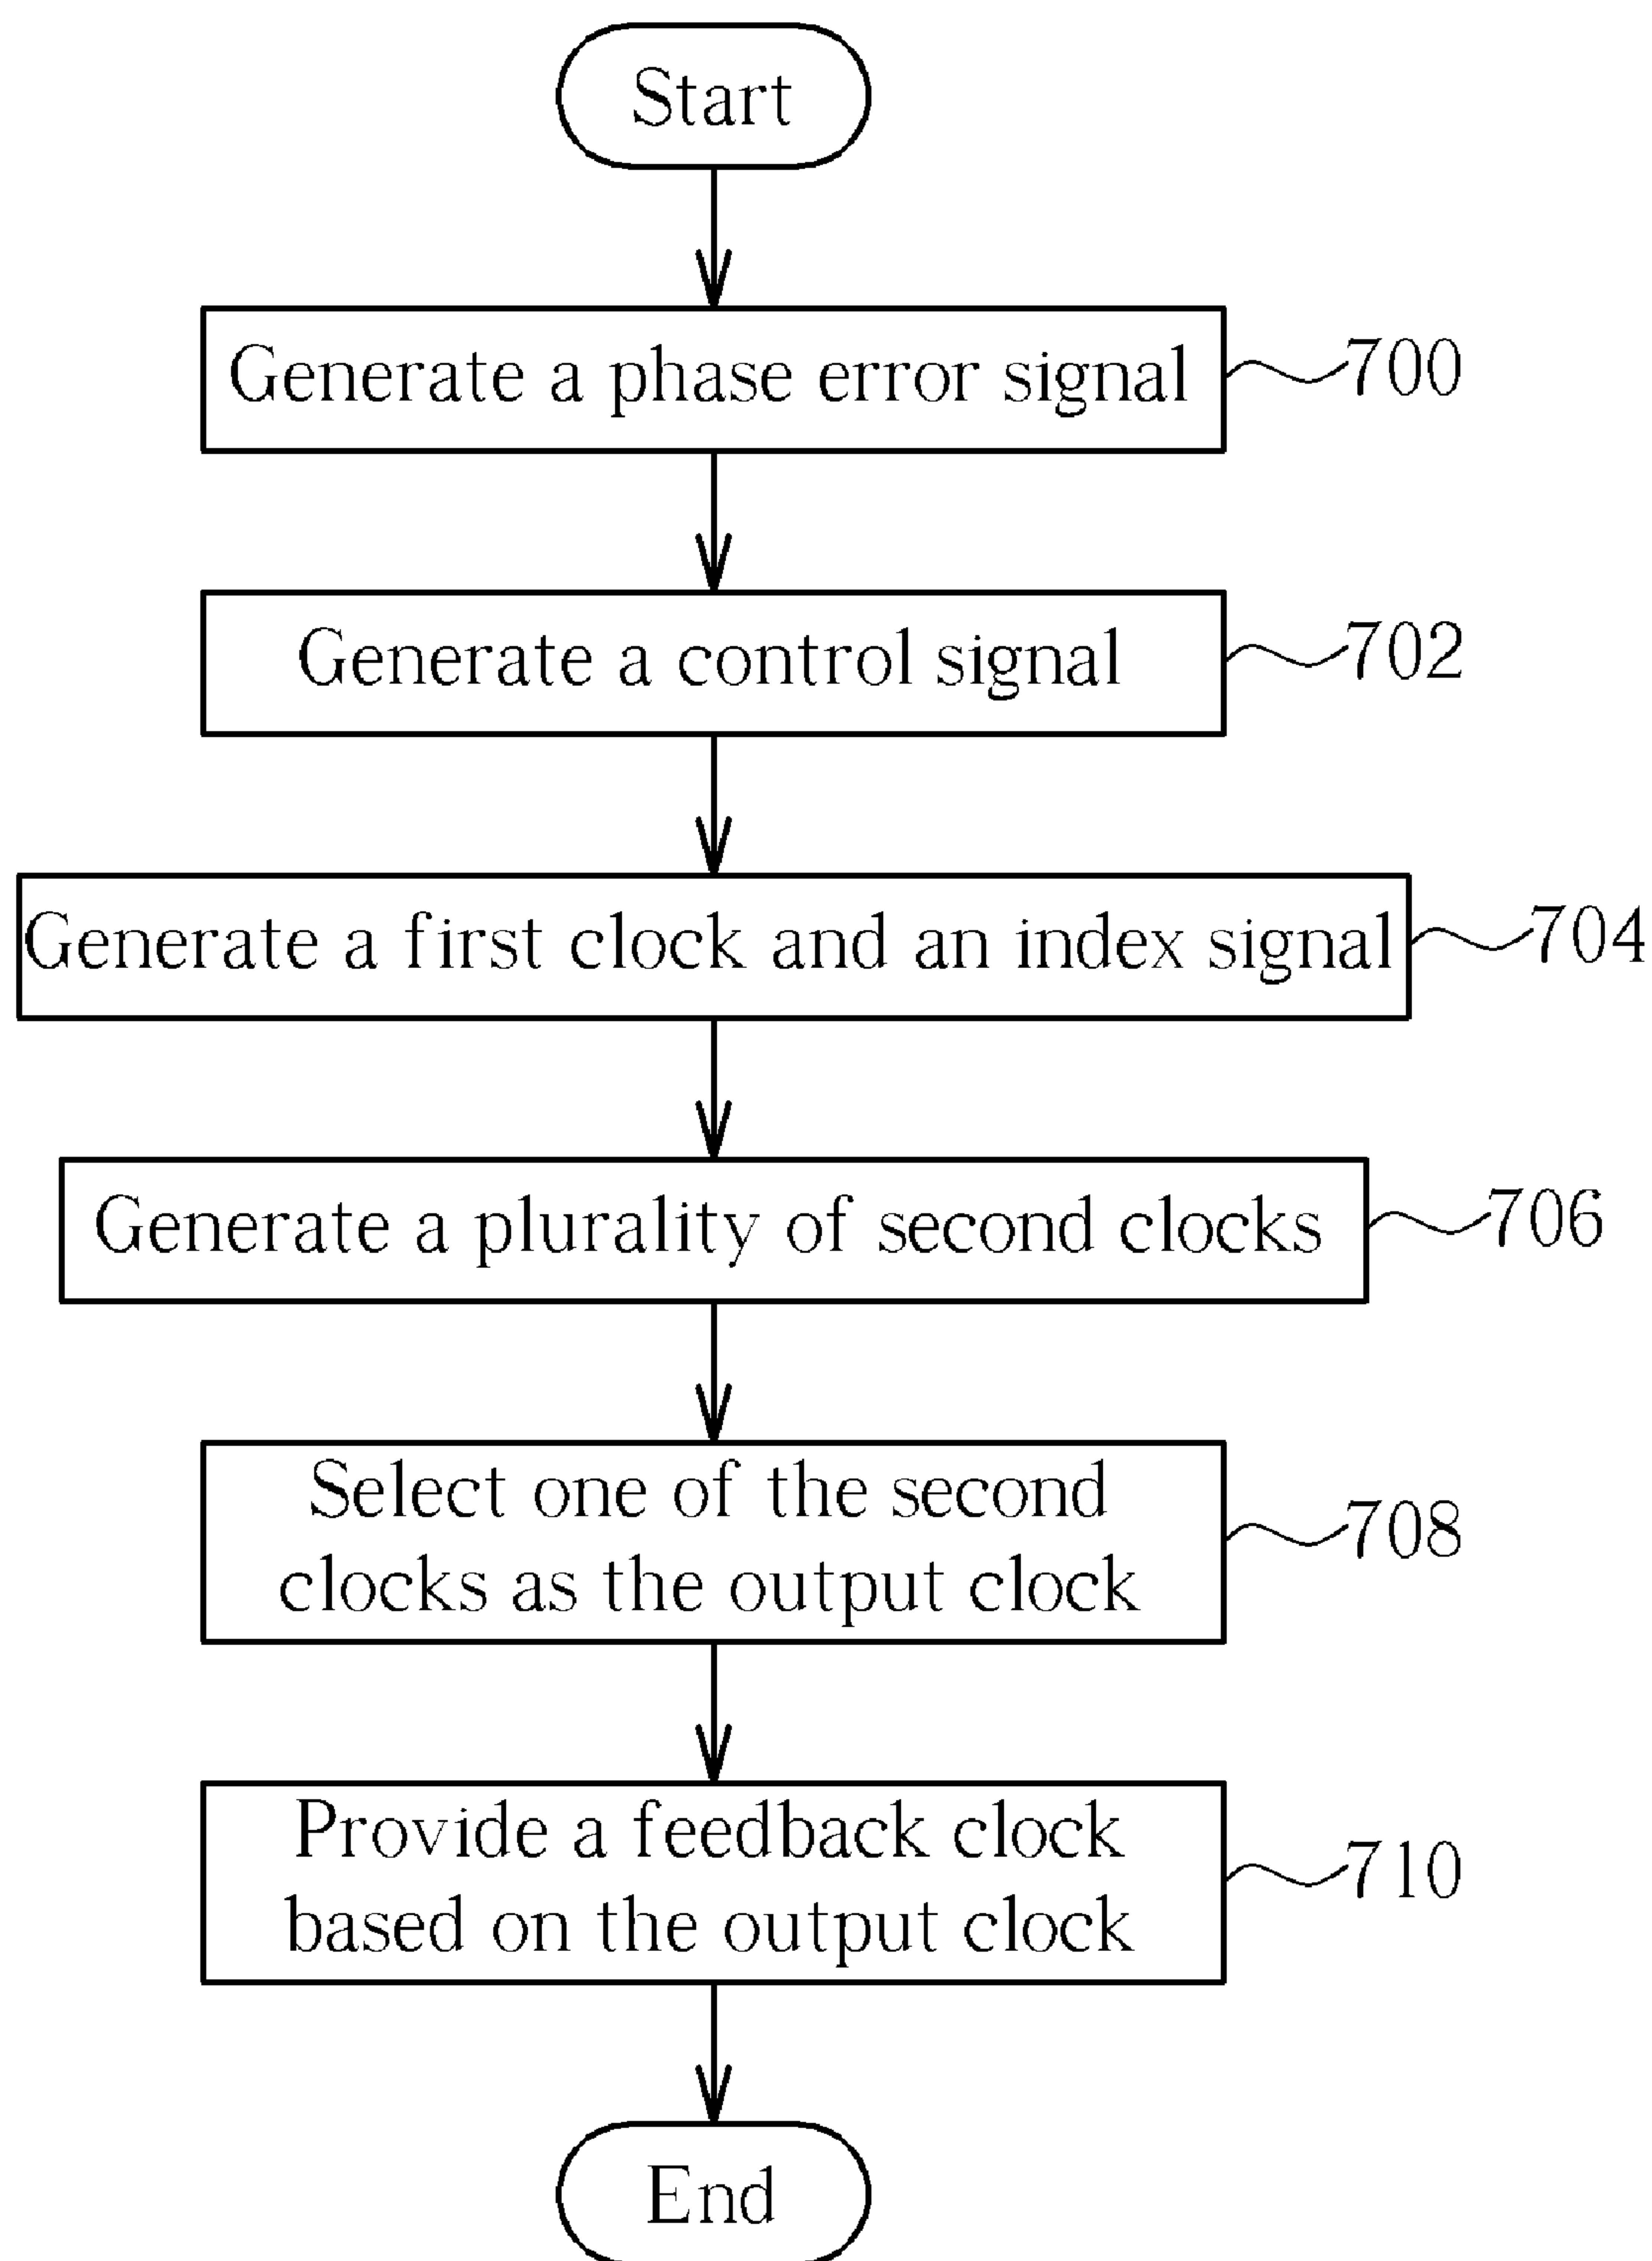 Start
Generate a phase error signal
700
Generate a control signal
702
Generate a first clock and an index signal
704
Generate a plurality of second clocks
706
Select one of the second
clocks as the output clock
708
Provide a feedback clock
based on the output clock
710
End